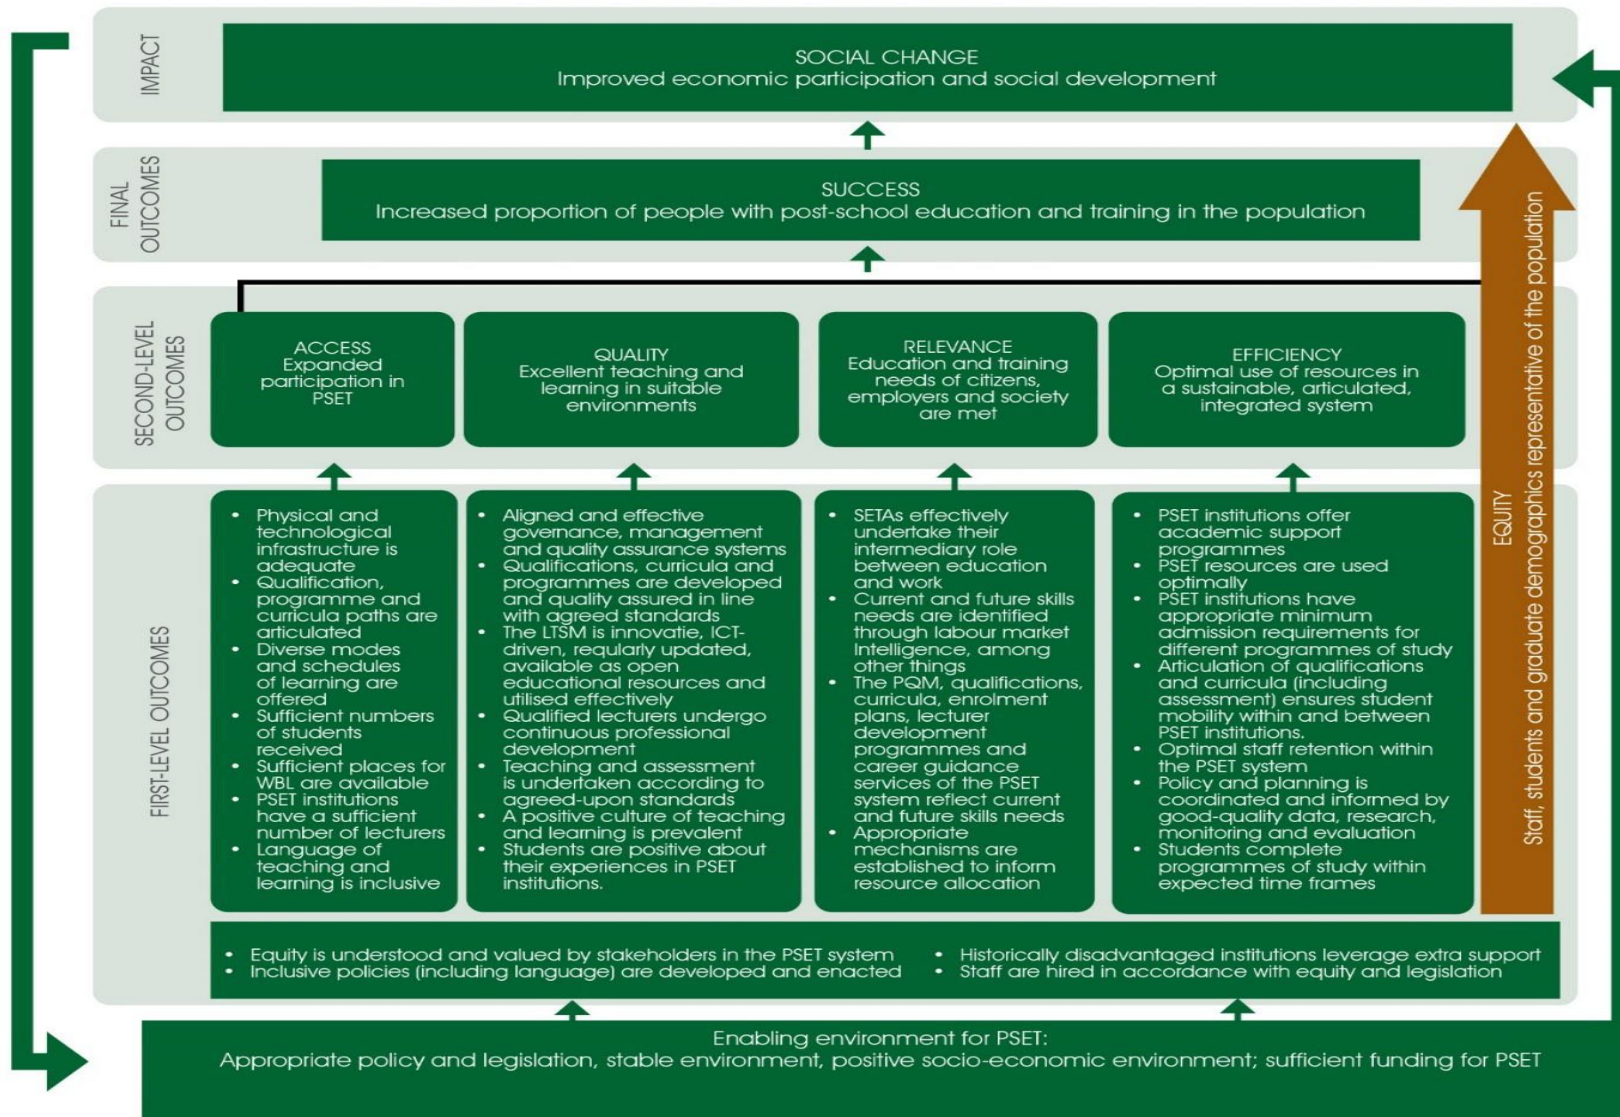 IMPACT
SOCIAL CHANGE
Improved economic participation and social development
FINAL
OUTCOMES
SUCCESS
Increased proportion of people with post-school education and training in the population
SECOND-LEVEL
OUTCOMES
ACCESS
Expanded
participation in
PSET
QUALITY
Excellent teaching and
learning in suitable
environments
RELEVANCE
Education and training
needs of citizens,
employers and society
are met
EFFICIENCY
Optimal use of resources in
a sustainable, articulated,
integrated system
FIRST-LEVEL OUTCOMES
• Physical and
technological
infrastructure is
adequate
• Qualification,
programme and
curricula paths are
articulated
• Diverse modes
and schedules
of learning are
offered
• Sufficient numbers
of students
received
• Sufficient places for
WBL are available
• PSET institutions
have a sufficient
number of lecturers
• Language of
teaching and
learning is inclusive
• Aligned and effective
governance, management
and quality assurance systems
• Qualifications, curricula and
programmes are developed
and quality assured in line
with agreed standards
• The LTSM is innovatie, ICT-
driven, reqularly updated,
available as open
educational resources and
utilised effectively
• Qualified lecturers undergo
continuous professional
development
• Teaching and assessment
is undertaken according to
agreed-upon standards
• A positive culture of teaching
and learning is prevalent
• Students are positive about
their experiences in PSET
institutions.
• SETAs effectively
undertake their
intermediary role
between education
and work
• Current and future skills
needs are identified
through labour market
Intelligence, among
other things
• The PQM, qualifications,
curricula, enrolment
plans, lecturer
development
programmes and
career guidance
services of the PSET
system reflect current
and future skills needs
• Appropriate
mechanisms are
established to inform
resource allocation
• PSET institutions offer
academic support
programmes
• PSET resources are used
optimally
• PSET institutions have
appropriate minimum
admission requirements for
different programmes of study
• Articulation of qualifications
and curricula (including
assessment) ensures student
mobility within and between
PSET institutions.
• Optimal staff retention within
the PSET system
• Policy and planning is
coordinated and informed by
good-quality data, research,
monitoring and evaluation
• Students complete
programmes of study within
expected time frames
EQUITY
Staff, students and graduate demographics representative of the population
• Equity is understood and valued by stakeholders in the PSET system
• Inclusive policies (including language) are developed and enacted
• Historically disadvantaged institutions leverage extra support
• Staff are hired in accordance with equity and legislation
Enabling environment for PSET:
Appropriate policy and legislation, stable environment, positive socio-economic environment; sufficient funding for PSET